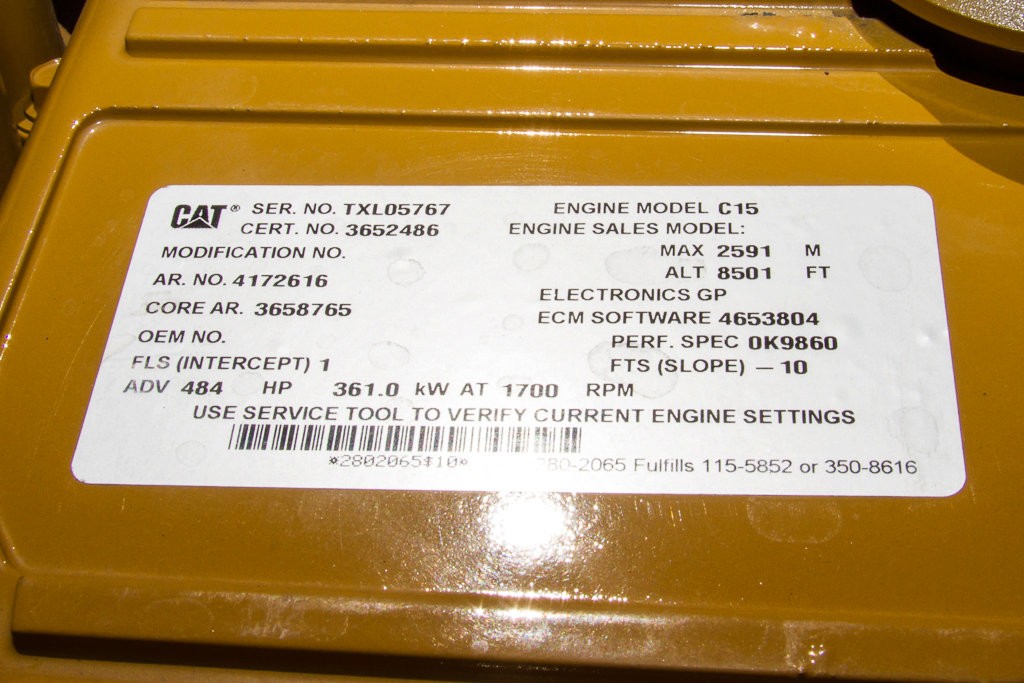 CAT® SER. NO. TXL05767 ENGINE MODEL C15
CERT. NO. 3652486 ENGINE SALES MODEL:
MODIFICATION NO. MAX 2591 M
AR. NO. 4172616 ALT 8501 FT
CORE AR. 3658765 ELECTRONICS GP
ECM SOFTWARE 4653804
OEM NO. PERF. SPEC 0K9860
FLS (INTERCEPT) 1 FTS (SLOPE) — 10
ADV 484 HP 361.0 kW AT 1700 RPM
USE SERVICE TOOL TO VERIFY CURRENT ENGINE SETTINGS
*2802065$10* 80-2065 Fulfills 115-5852 or 350-8616